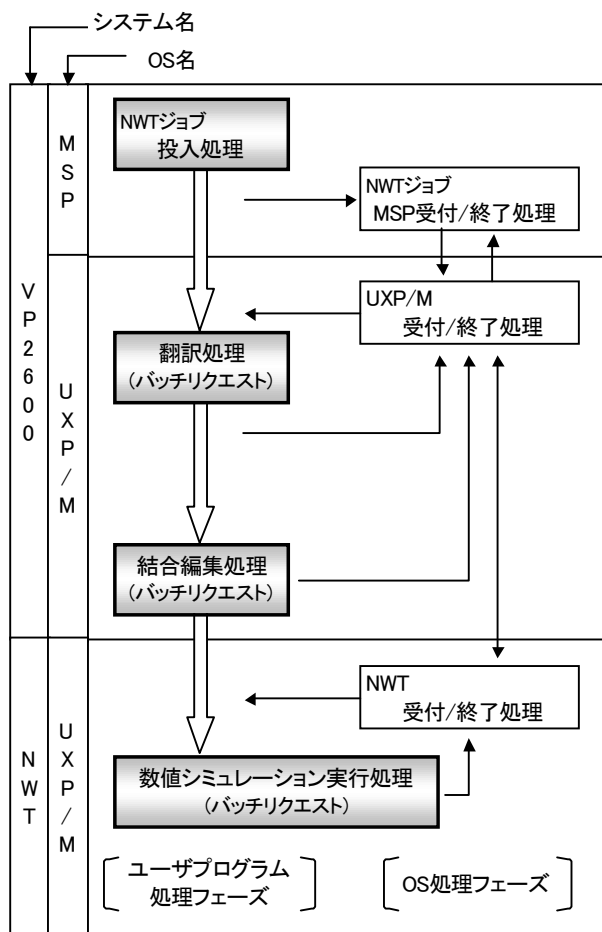 システム名
OS名
VP2600
MSP
NWTジョブ
投入処理
NWTジョブ
MSP受付/終了処理
UXP/M
UXP/M
受付/終了処理
翻訳処理
(バッチリクエスト)
結合編集処理
(バッチリクエスト)
NWT
UXP/M
NWT
受付/終了処理
数値シミュレーション実行処理
(バッチリクエスト)
ユーザプログラム
処理フェーズ
OS処理フェーズ